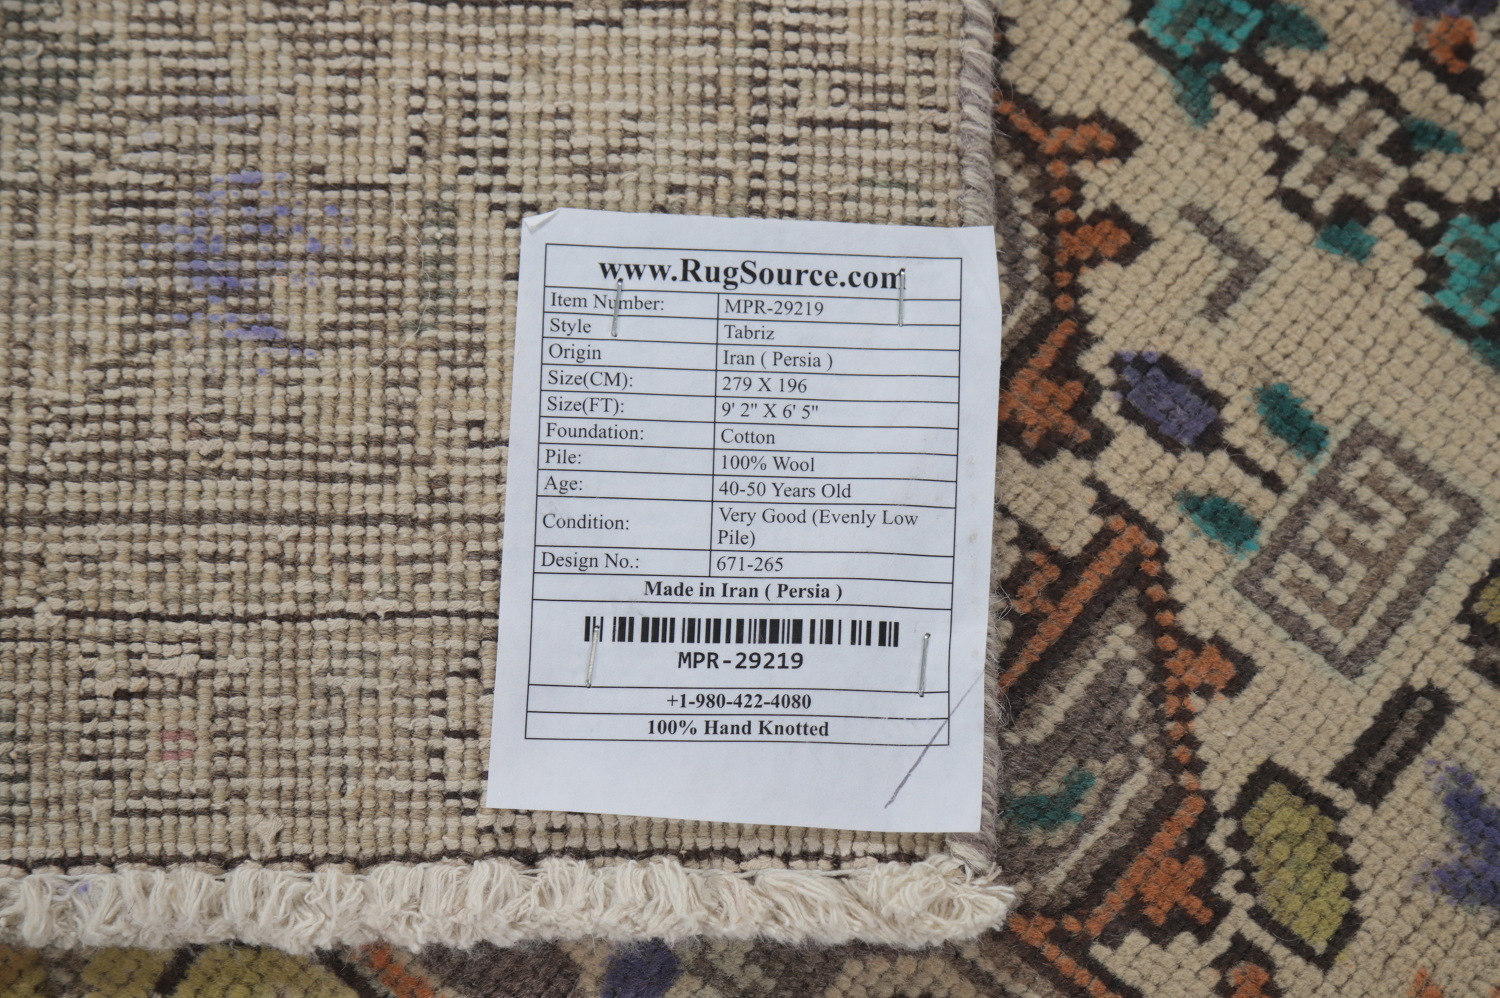 www.RugSource.com
Item Number: MPR-29219
Style Tabriz
Origin Iran ( Persia )
Size(CM): 279 X 196
Size(FT): 9' 2" X 6' 5"
Foundation: Cotton
Pile: 100% Wool
Age: 40-50 Years Old
Condition: Very Good (Evenly Low
Pile)
Design No.: 671-265
Made in Iran ( Persia )
MPR-29219
+1-980-422-4080
100% Hand Knotted